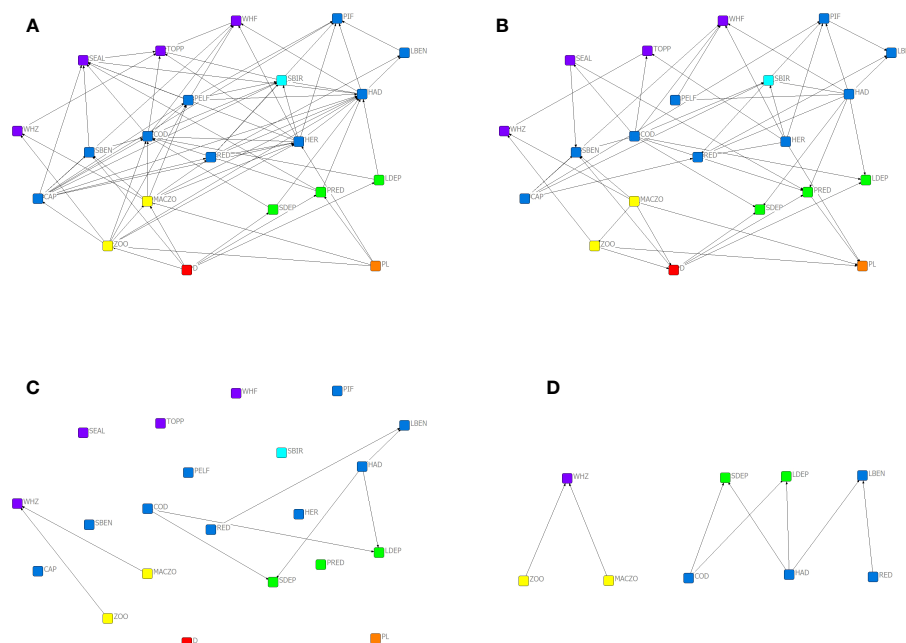 A
WHF
PIF
TOPP
SEAL
LBEN
SBIR
PELF
HAD
WHZ
COD
HER
SBEN
RED
LDEP
CAP
PRED
MACZO
SDEP
ZOO
D
PL
B
WHF
PIF
TOPP
SEAL
LB
SBIR
PELF
HAD
WHZ
COD
HER
SBEN
RED
LDEP
CAP
PRED
MACZO
SDEP
ZOO
D
PL
C
WHF
PIF
TOPP
LBEN
SEAL
SBIR
HAD
PELF
WHZ
COD
HER
SBEN
RED
LDEP
PRED
CAP
MACZO
SDEP
ZOO
PL
D
SDEP
LDEP
LBEN
WHZ
COD
HAD
RED
ZOO
MACZO